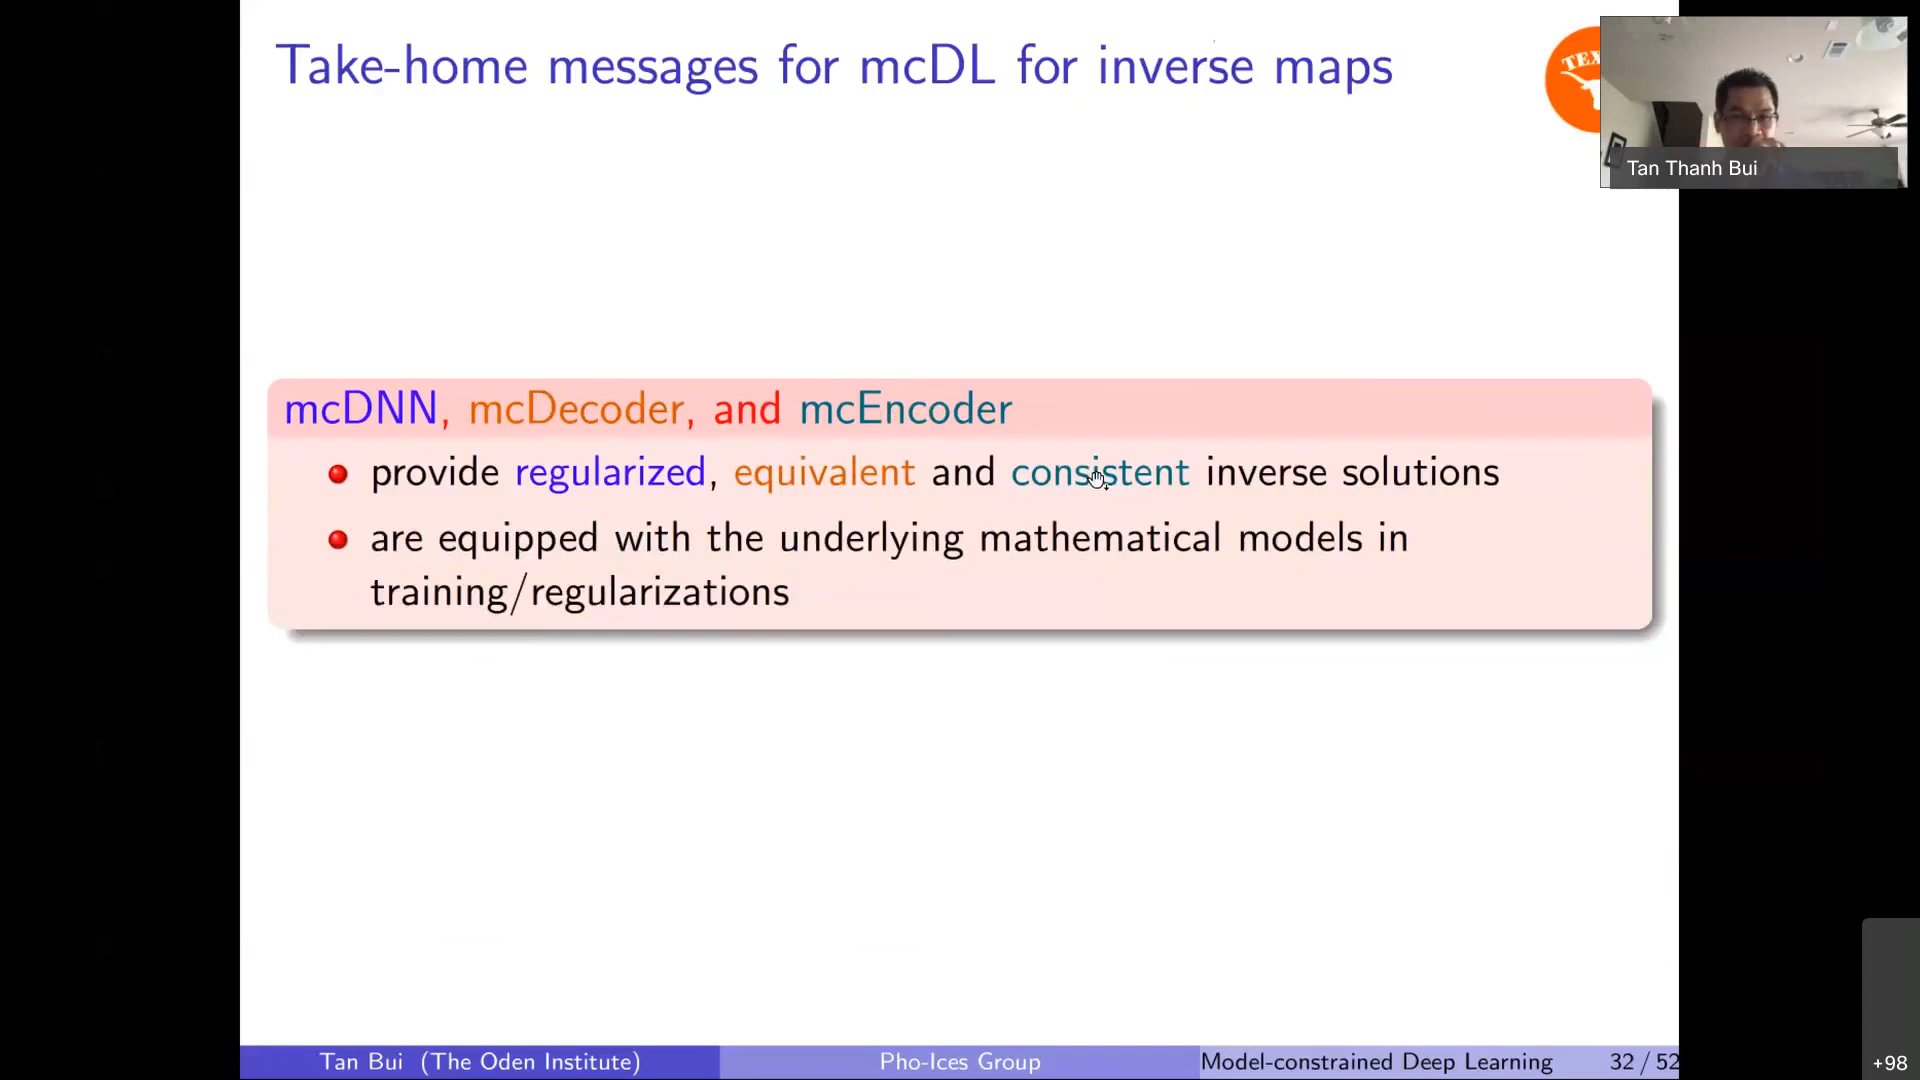 Take-home messages for mcDL for inverse maps
Tan Thanh Bui
mcDNN, mcDecoder, and mcEncoder
provide regularized, equivalent and consistent inverse solutions
are equipped with the underlying mathematical models in
training/regularizations
Tan Bui (The Oden Institute)
Pho-Ices Group
Model-constrained Deep Learning
32 / 52
+98